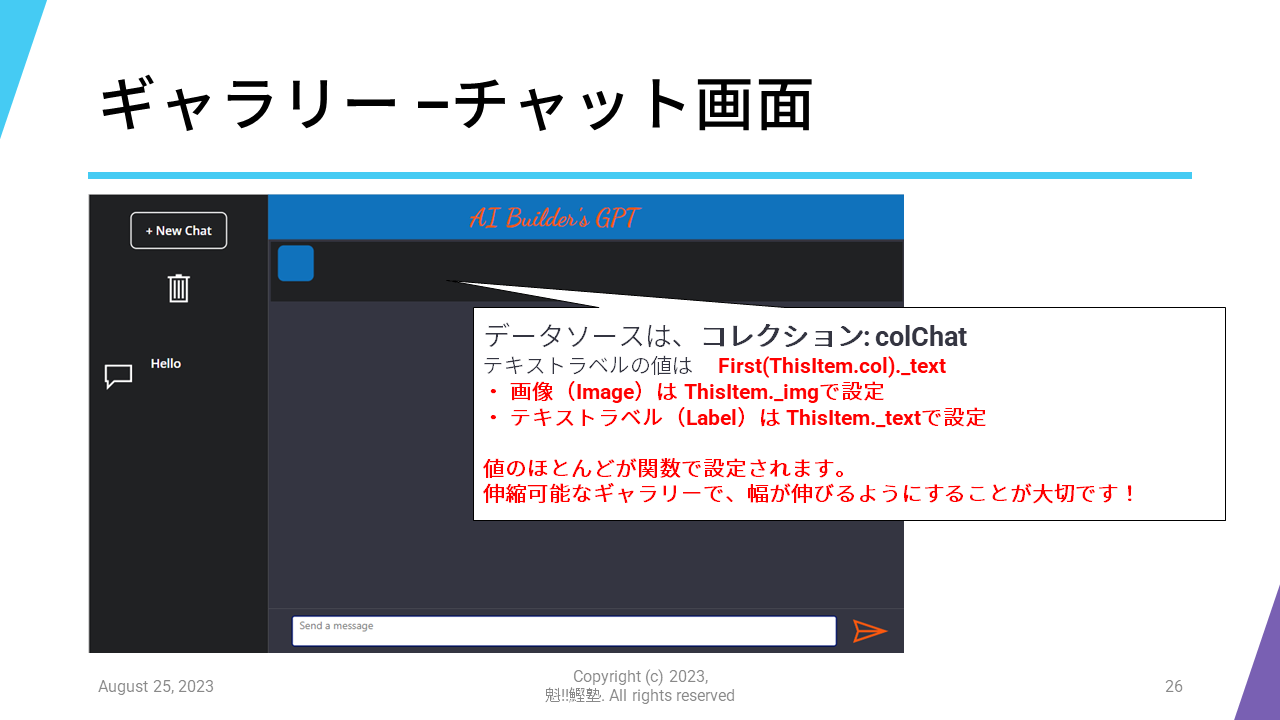 ギャラリー –チャット画面
+ New Chat
AI Builder's GPT
Hello
データソースは、コレクション: colChat
テキストラベルの値は　First(ThisItem.col)._text
・ 画像（Image）は ThisItem._imgで設定
・ テキストラベル（Label）は ThisItem._textで設定
値のほとんどが関数で設定されます。
伸縮可能なギャラリーで、幅が伸びるようにすることが大切です！
Send a message
August 25, 2023
Copyright (c) 2023,
魁!!鰹塾. All rights reserved
26